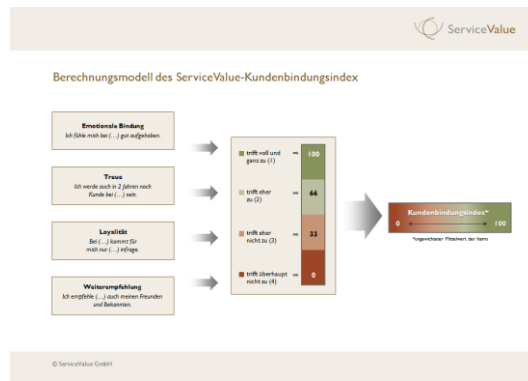 ServiceValue
Berechnungsmodell des ServiceValue-Kundenbindungsindex
Emotionale Bindung
Ich fühle mich bei (…) gut aufgehoben.
Treue
Ich werde auch in 2 Jahren noch
Kunde bei (…) sein.
Loyalität
Bei (…) kommt für
mich nur (…) infrage.
Weiterempfehlung
Ich empfehle (…) auch meinen Freunden
und Bekannten.
trifft voll und
ganz zu (1)
100
trifft eher
zu (2)
66
trifft eher
nicht zu (3)
33
trifft überhaupt
nicht zu (4)
0
Kundenbindungsindex*
0 100
*ungewichteter Mittelwert der Items
© ServiceValue GmbH